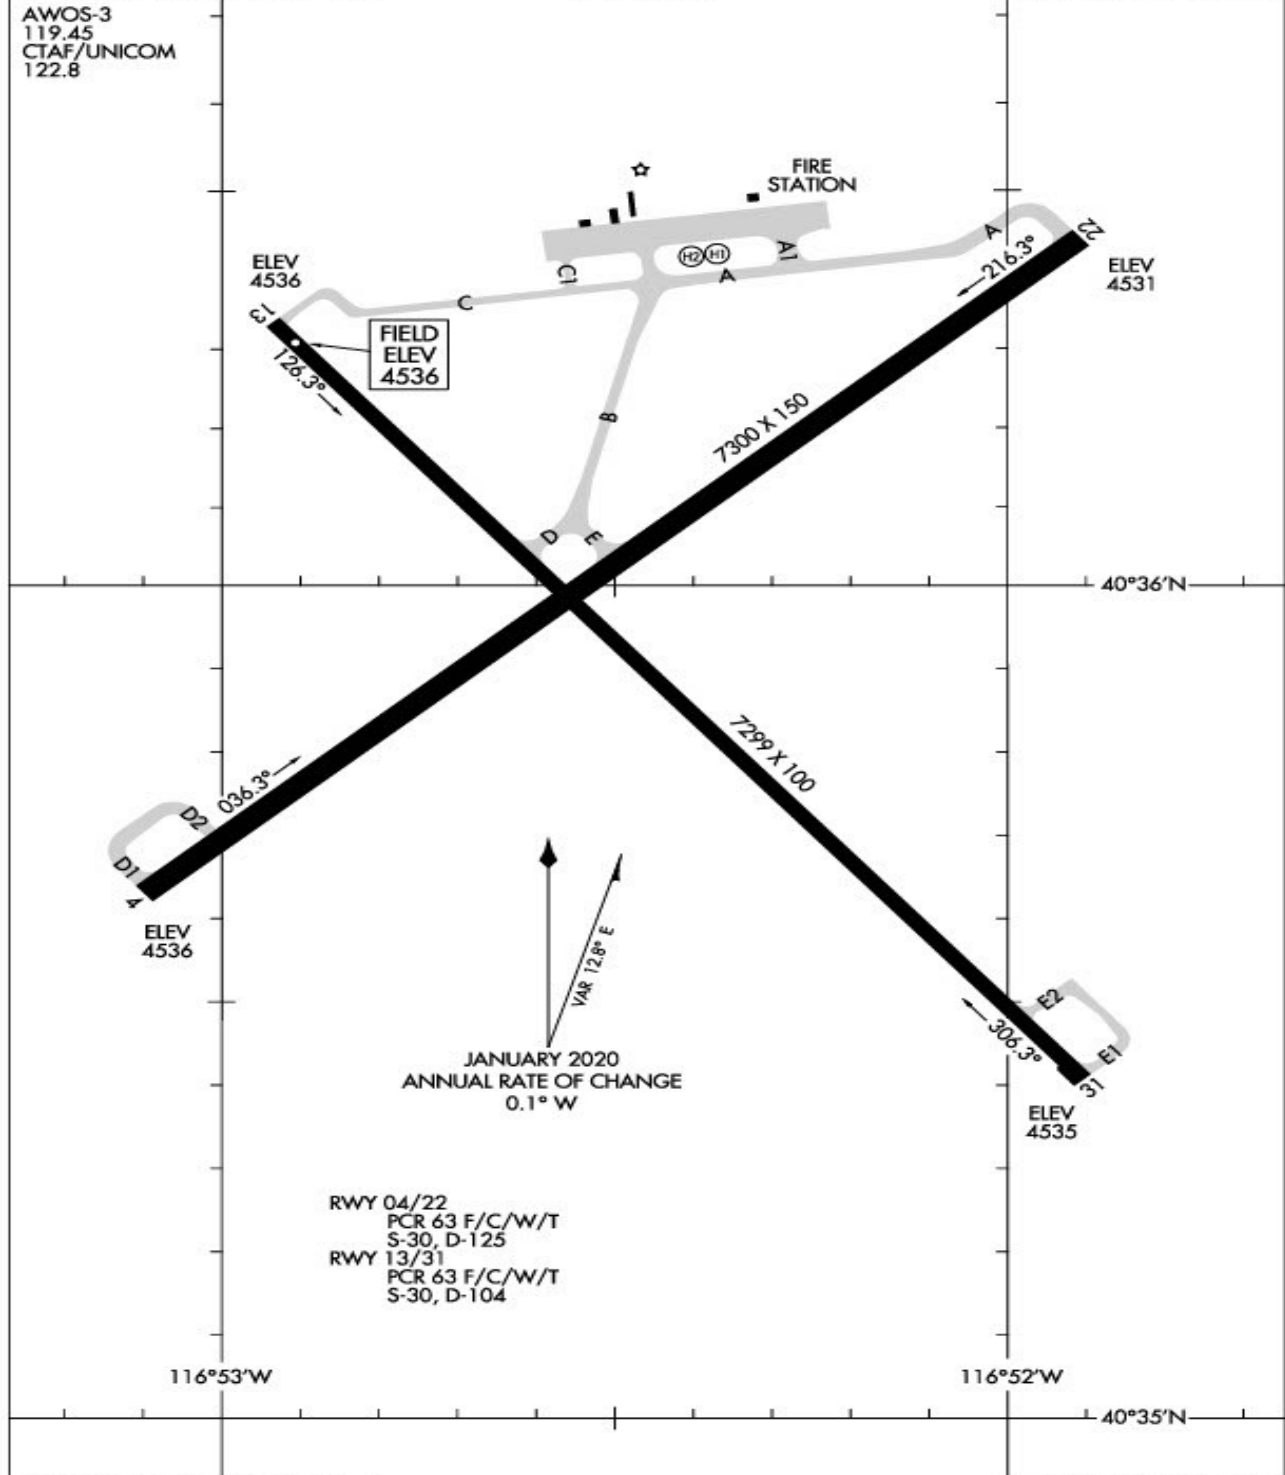 AWOS-3
119.45
CTAF/UNICOM
122.8
FIRE
STATION
A
22
216.3°
ELEV
4531
H2
H1
A1
A
C1
C
ELEV
4536
13
126.3°
FIELD
ELEV
4536
B
7300 X 150
D
E
40°36'N
7299 X 100
036.3°
D2
D1
4
ELEV
4536
VAR 12.8° E
JANUARY 2020
ANNUAL RATE OF CHANGE
0.1° W
E2
306.3°
E1
31
ELEV
4535
RWY 04/22
PCR 63 F/C/W/T
S-30, D-125
RWY 13/31
PCR 63 F/C/W/T
S-30, D-104
116°53'W
116°52'W
40°35'N